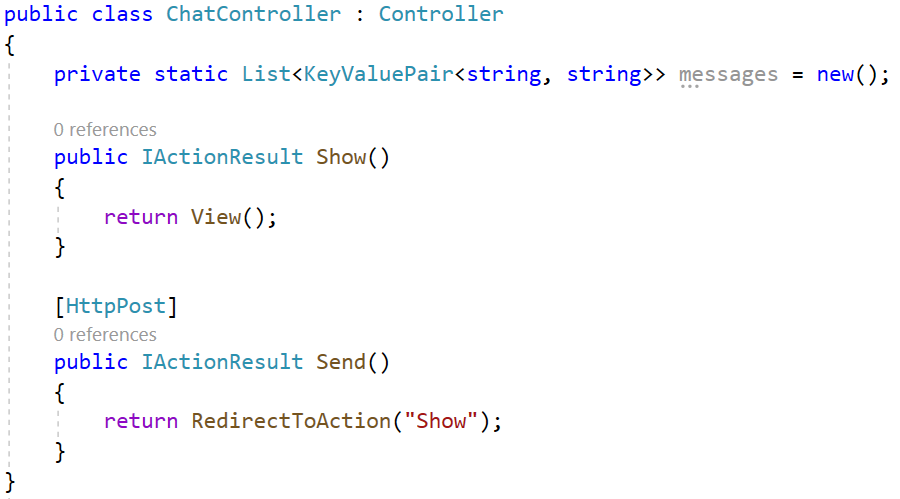 public class ChatController : Controller
{
    private static List<KeyValuePair<string, string>> messages = new();

    0 references
    public IActionResult Show()
    {
        return View();
    }

    [HttpPost]
    0 references
    public IActionResult Send()
    {
        return RedirectToAction("Show");
    }
}